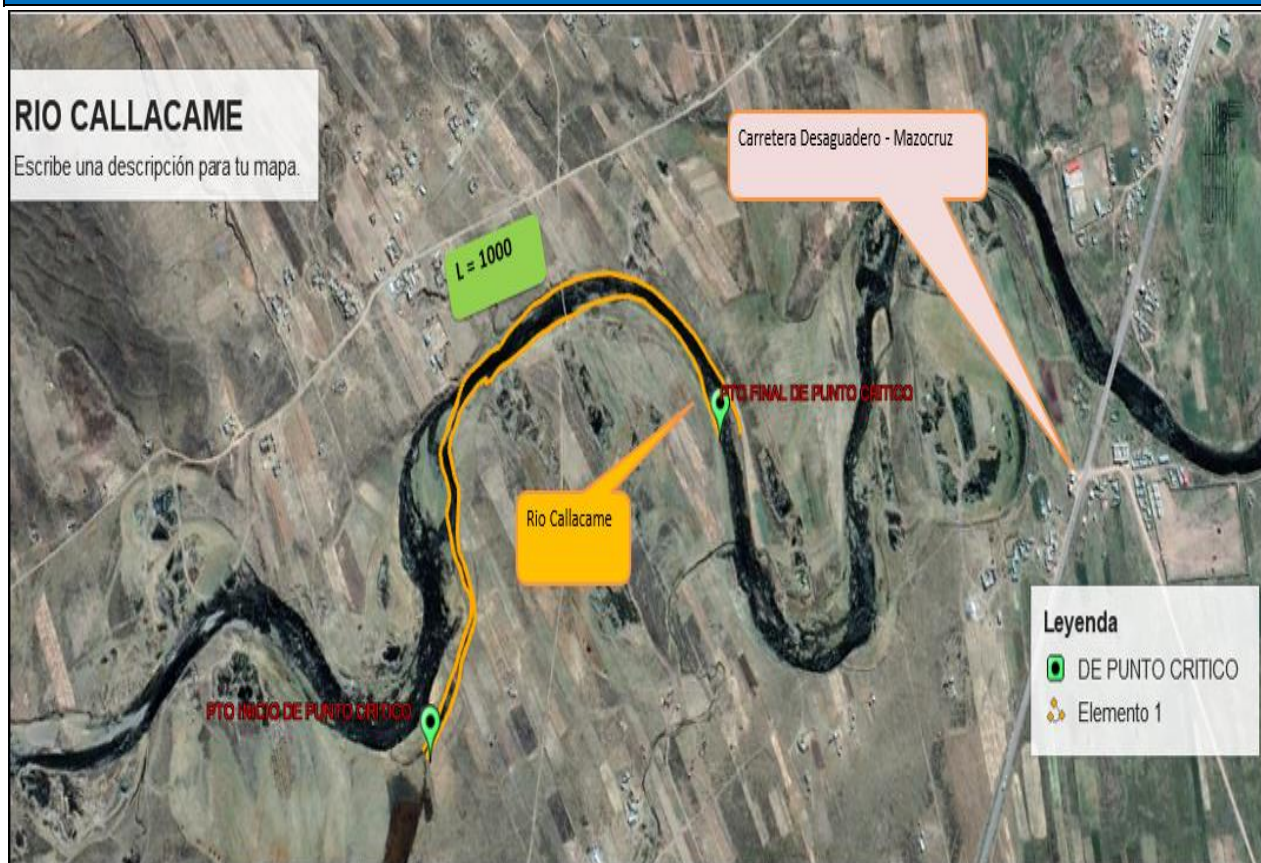 RIO CALLACAME
Escribe una descripción para tu mapa.
Carretera Desaguadero - Mazocruz
L = 1000
PTO FINAL DE PUNTO CRITICO
Rio Callacame
PTO INICIO DE PUNTO CRITICO
Leyenda
DE PUNTO CRITICO
Elemento 1